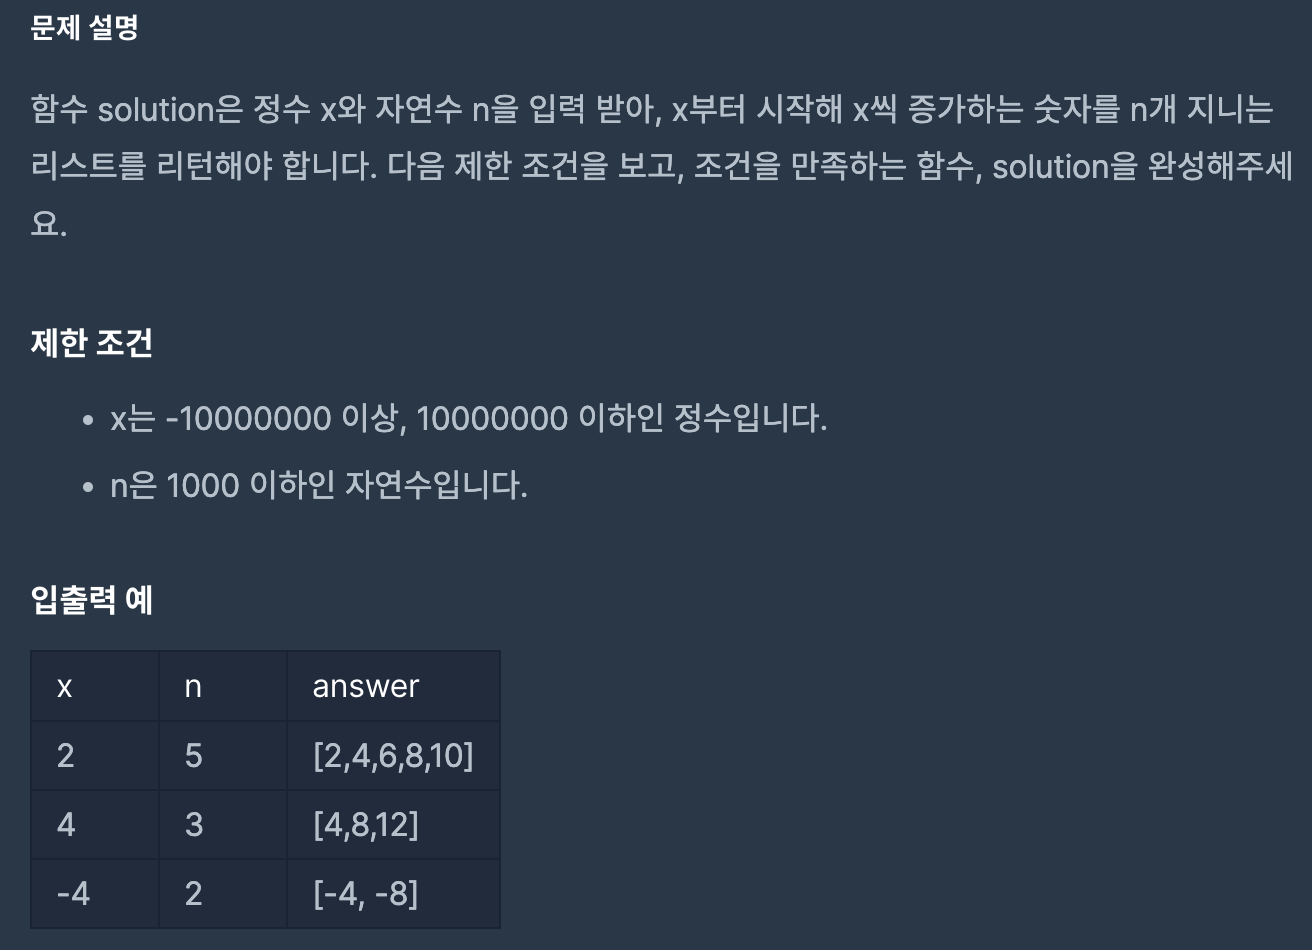 문제 설명
함수 solution은 정수 x와 자연수 n을 입력 받아, x부터 시작해 x씩 증가하는 숫자를 n개 지니는
리스트를 리턴해야 합니다. 다음 제한 조건을 보고, 조건을 만족하는 함수, solution을 완성해주세
요.
제한 조건
• x는 -10000000 이상, 10000000 이하인 정수입니다.
• n은 1000 이하인 자연수입니다.
입출력 예
x n answer
2 5 [2,4,6,8,10]
4 3 [4,8,12]
-4 2 [-4, -8]